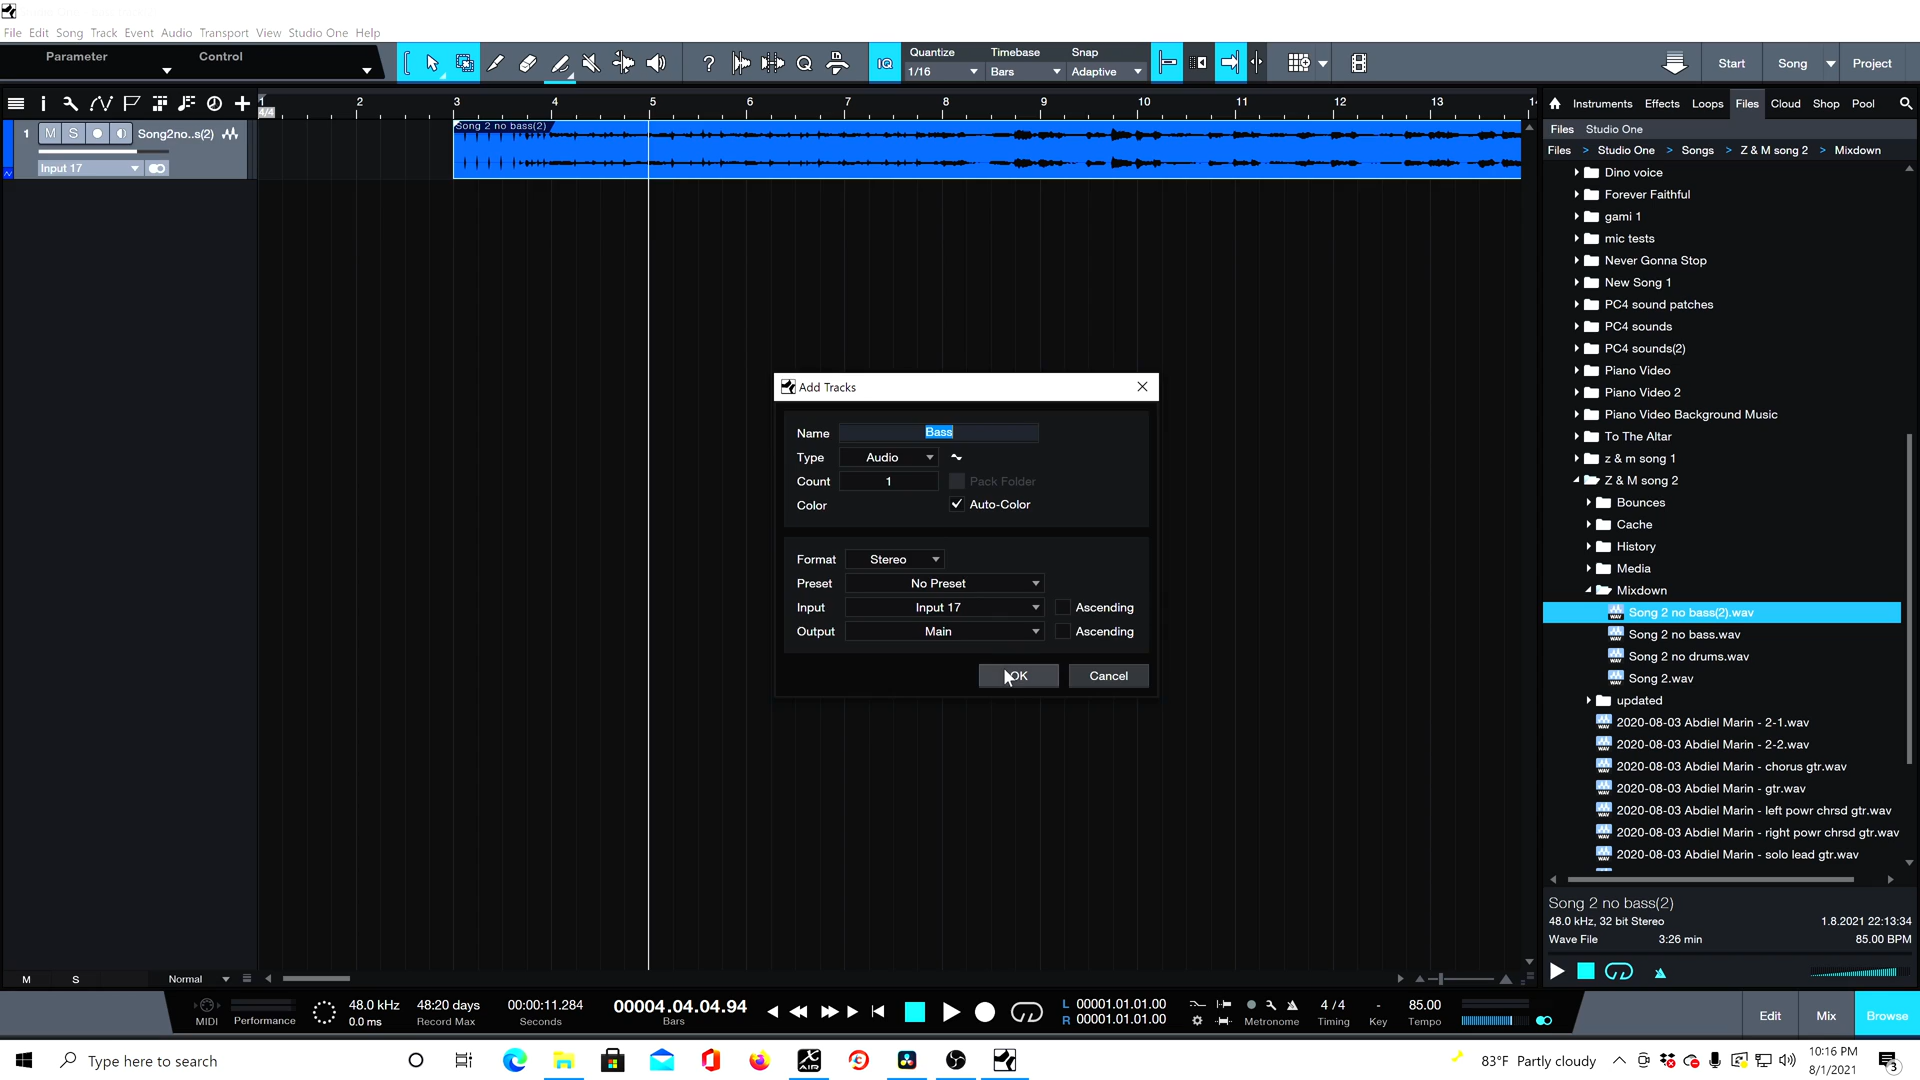 File Edit Song Track Event Audio Transport View Studio One Help
Parameter Control
Quantize Timebase Snap
1/16 Bars Adaptive
IQ
Start Song Project
1 2 3 4 5 6 7 8 9 10 11 12 13
4/4
Instruments Effects Loops Files Cloud Shop Pool
Files Studio One
Files > Studio One > Songs > Z & M song 2 > Mixdown
1 M S Song2no..s(2)
Input 17
Song 2 no bass(2)
Dino voice
Forever Faithful
gami 1
mic tests
Never Gonna Stop
New Song 1
PC4 sound patches
PC4 sounds
PC4 sounds(2)
Piano Video
Piano Video 2
Piano Video Background Music
To The Altar
z & m song 1
Z & M song 2
Bounces
Cache
History
Media
Mixdown
Song 2 no bass(2).wav
Song 2 no bass.wav
Song 2 no drums.wav
Song 2.wav
updated
2020-08-03 Abdiel Marin - 2-1.wav
2020-08-03 Abdiel Marin - 2-2.wav
2020-08-03 Abdiel Marin - chorus gtr.wav
2020-08-03 Abdiel Marin - gtr.wav
2020-08-03 Abdiel Marin - left powr chrsd gtr.wav
2020-08-03 Abdiel Marin - right powr chrsd gtr.wav
2020-08-03 Abdiel Marin - solo lead gtr.wav
Add Tracks
Name Bass
Type Audio
Count 1 Pack Folder
Color Auto-Color
Format Stereo
Preset No Preset
Input Input 17 Ascending
Output Main Ascending
OK Cancel
Song 2 no bass(2)
48.0 kHz, 32 bit Stereo 1.8.2021 22:13:34
Wave File 3:26 min 85.00 BPM
M S Normal
MIDI Performance
48.0 kHz
0.0 ms
48:20 days
Record Max
00:00:11.284
Seconds
00004.04.04.94
Bars
L 00001.01.01.00
R 00001.01.01.00
Metronome
4 / 4
Timing
-
Key
85.00
Tempo
Edit Mix Browse
Type here to search
AIR
83°F Partly cloudy
10:16 PM
8/1/2021
3